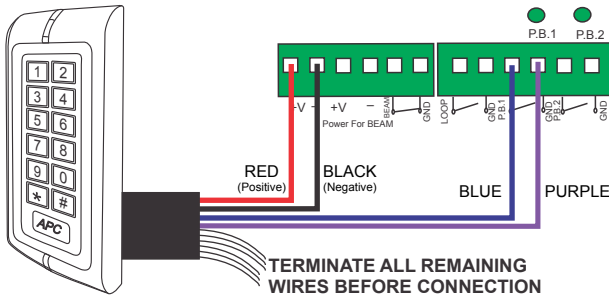 P.B.1 P.B.2
1 2
3 4
5 6
7 8
9 0
* #
APC
+V - +V - BEAM GND
Power For BEAM
LOOP GND P.B.1 GND P.B.2 GND
RED
(Positive)
BLACK
(Negative)
BLUE
PURPLE
TERMINATE ALL REMAINING
WIRES BEFORE CONNECTION